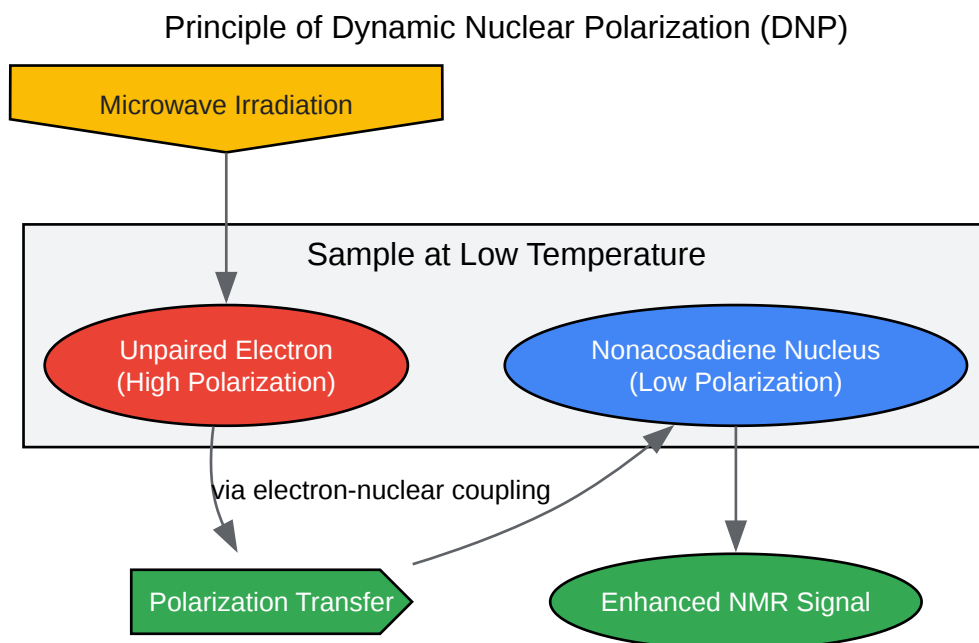 Principle of Dynamic Nuclear Polarization (DNP)
Microwave Irradiation
Sample at Low Temperature
Unpaired Electron
(High Polarization)
Nonacosadiene Nucleus
(Low Polarization)
via electron-nuclear coupling
Polarization Transfer
Enhanced NMR Signal